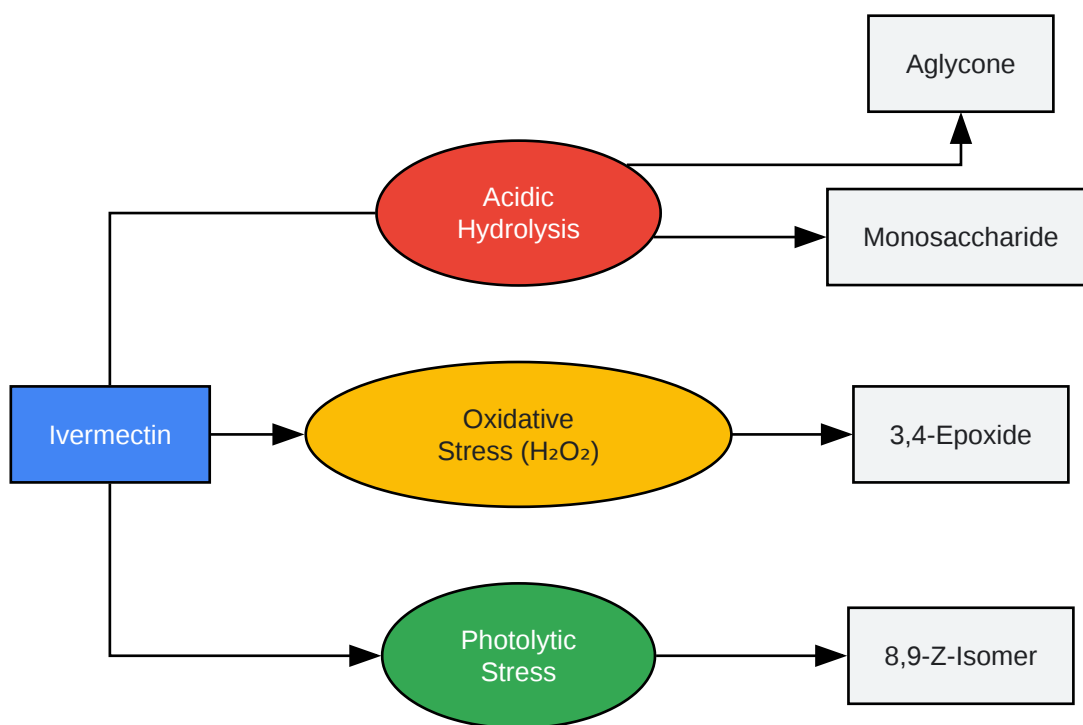 Aglycone
Acidic
Hydrolysis
Monosaccharide
Ivermectin
Oxidative
Stress (H₂O₂)
3,4-Epoxide
Photolytic
Stress
8,9-Z-Isomer